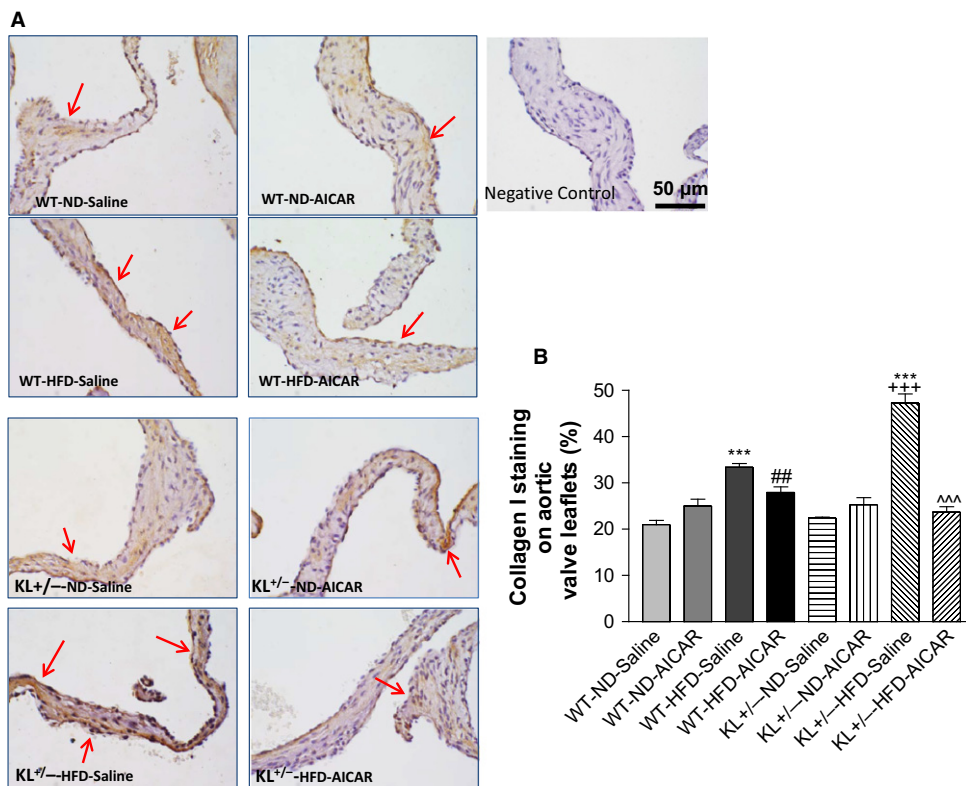 A
WT-ND-Saline
WT-ND-AICAR
Negative Control
50 µm
WT-HFD-Saline
WT-HFD-AICAR
KL+/−-ND-Saline
KL+/−-ND-AICAR
KL+/−-HFD-Saline
KL+/−-HFD-AICAR
B
Collagen I staining
on aortic
valve leaflets (%)
50
40
30
20
10
0
***
##
***
+++
^^^
WT-ND-Saline
WT-ND-AICAR
WT-HFD-Saline
WT-HFD-AICAR
KL+/−-ND-Saline
KL+/−-ND-AICAR
KL+/−-HFD-Saline
KL+/−-HFD-AICAR